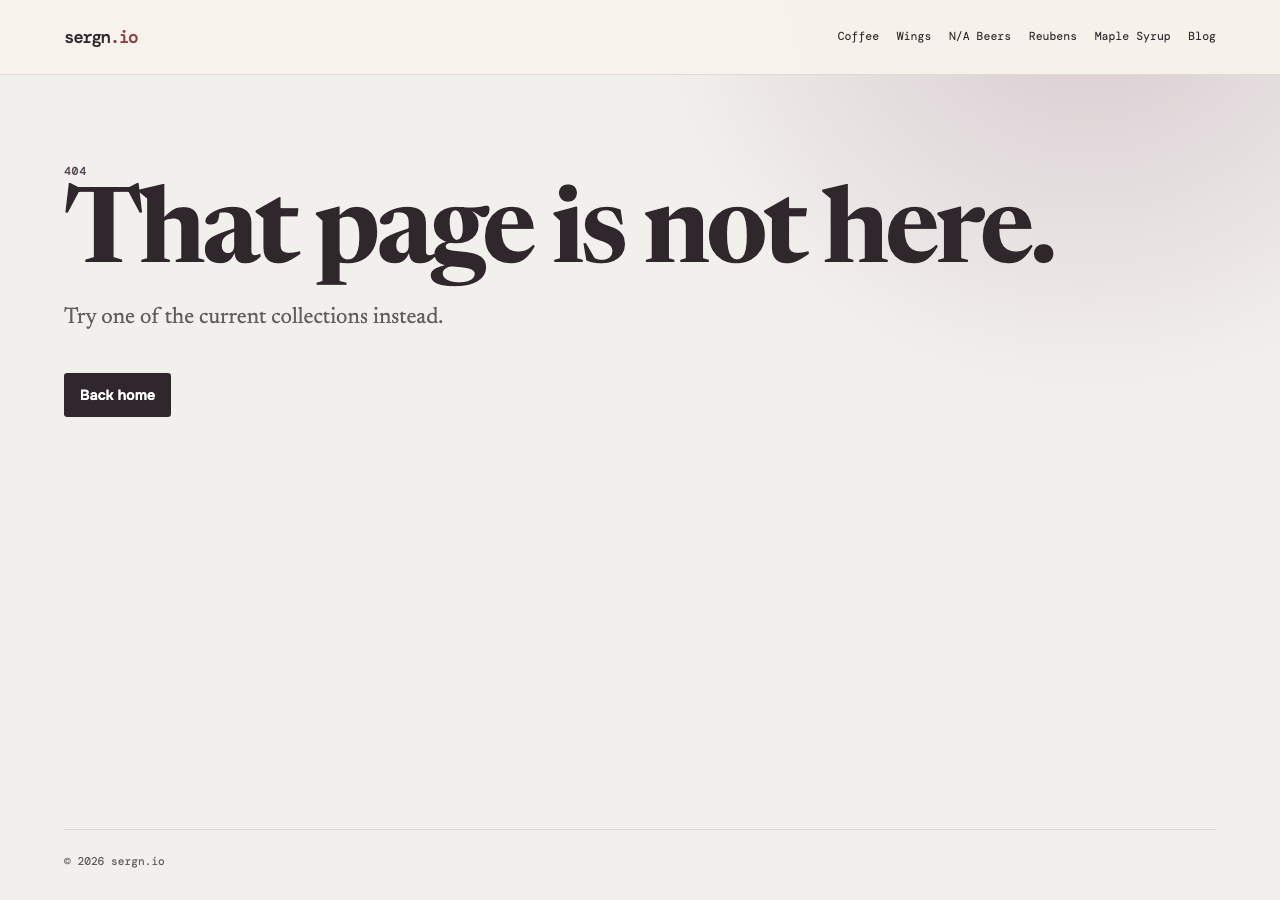 sergn.io
Coffee Wings N/A Beers Reubens Maple Syrup Blog
404
That page is not here.
Try one of the current collections instead.
Back home
© 2026 sergn.io